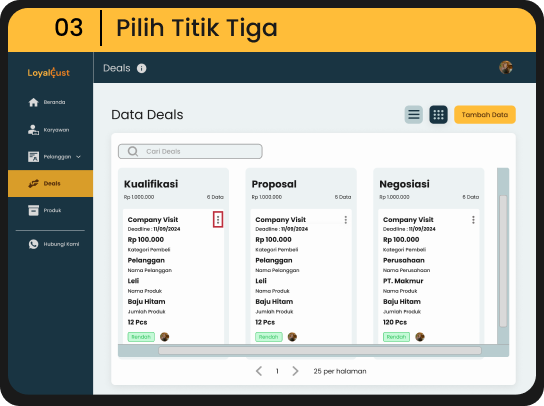 03 Pilih Titik Tiga
LoyalCust
Deals
Beranda
Karyawan
Pelanggan
Deals
Produk
Hubungi Kami
Data Deals
Tambah Data
Cari Deals
Kualifikasi
Rp 1.000.000 6 Data
Company Visit
Deadline : 11/09/2024
Rp 100.000
Kategori Pembeli
Pelanggan
Nama Pelanggan
Leli
Nama Produk
Baju Hitam
Jumlah Produk
12 Pcs
Rendah
Proposal
Rp 1.000.000 6 Data
Company Visit
Deadline : 11/09/2024
Rp 100.000
Kategori Pembeli
Pelanggan
Nama Pelanggan
Leli
Nama Produk
Baju Hitam
Jumlah Produk
12 Pcs
Rendah
Negosiasi
Rp 1.000.000 6 Data
Company Visit
Deadline : 11/09/2024
Rp 100.000
Kategori Pembeli
Perusahaan
Nama Perusahaan
PT. Makmur
Nama Produk
Baju Hitam
Jumlah Produk
120 Pcs
Rendah
1 25 per halaman